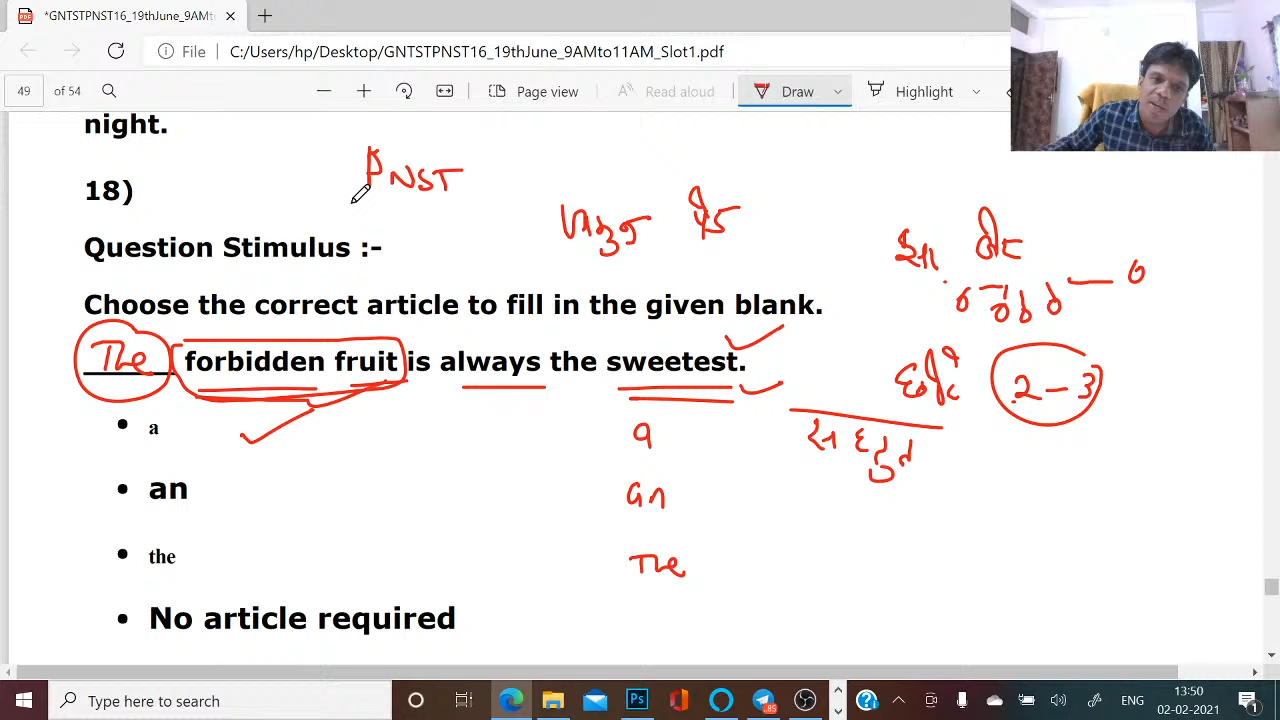 *GNTSTPNST16_19thJune_9AMt
File
C:/Users/hp/Desktop/GNTSTPNST16_19thJune_9AMto11AM_Slot1.pdf
49 of 54
Page view
Read aloud
Draw
Highlight
night.
PNST
18)
Question Stimulus :-
Choose the correct article to fill in the given blank.
The forbidden fruit is always the sweetest.
2 - 3
a
a
an
an
the
The
No article required
Type here to search
ENG
13:50
02-02-2021